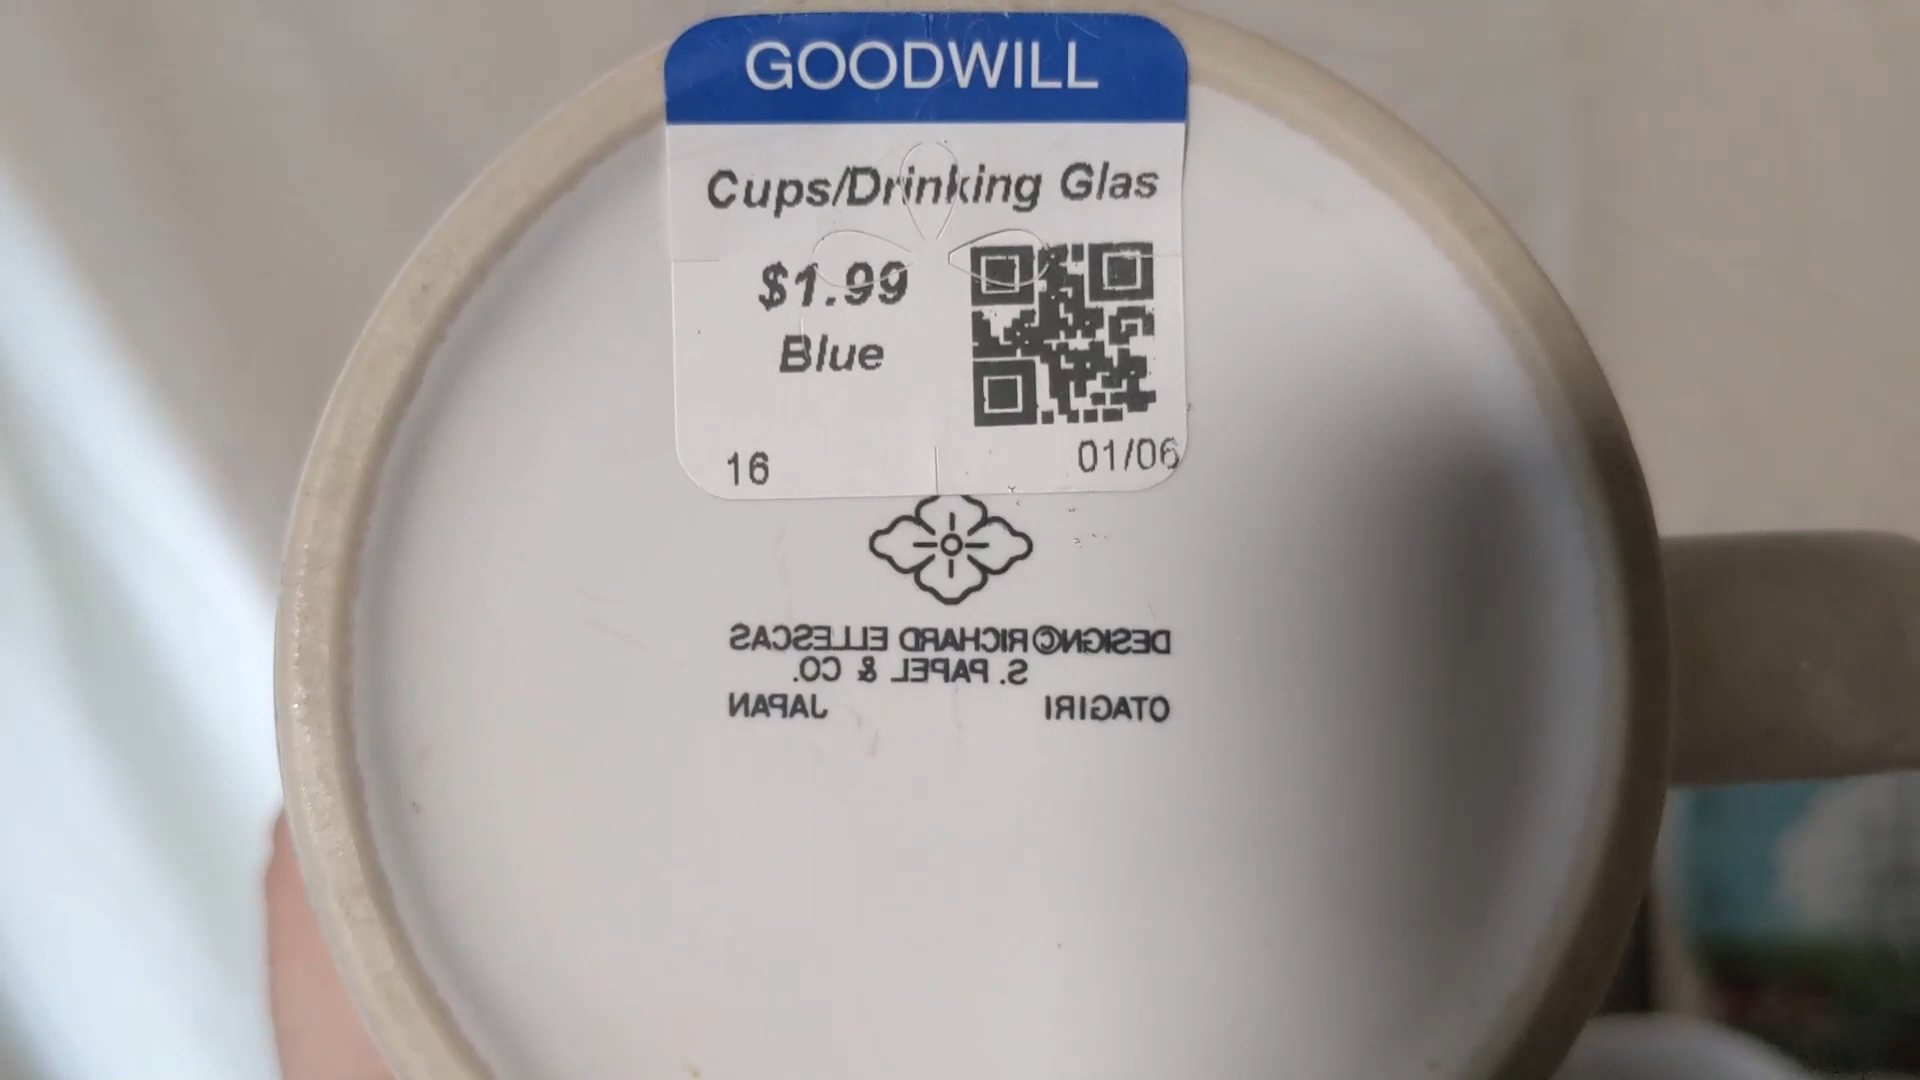 GOODWILL
Cups/Drinking Glas
$1.99
Blue
16 01/06
DESIGN©RICHARD ELLESCAS
S. PAPEL & CO.
OTAGIRI JAPAN